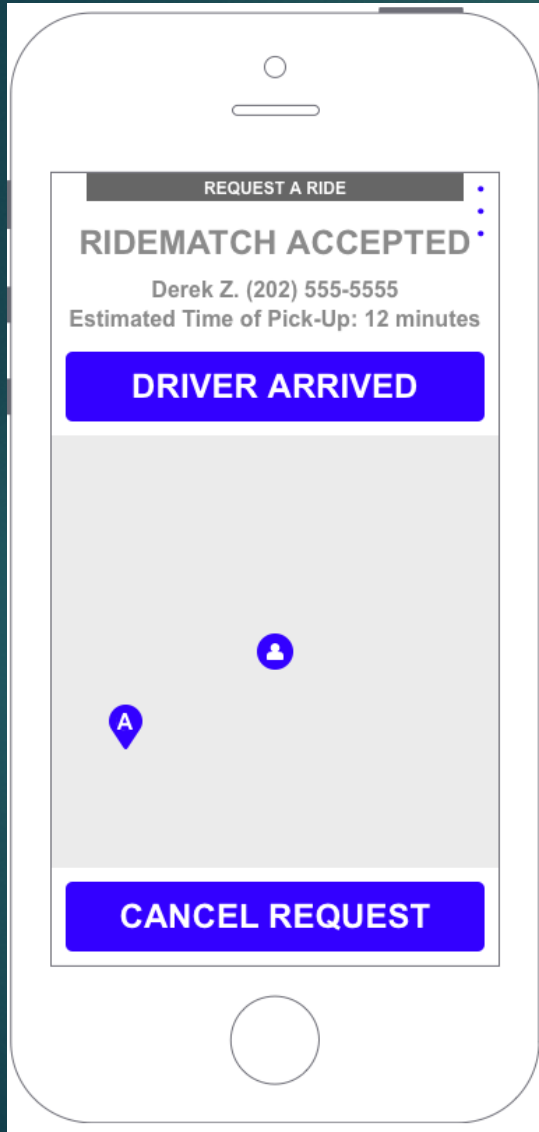 REQUEST A RIDE
RIDEMATCH ACCEPTED
Derek Z. (202) 555-5555
Estimated Time of Pick-Up: 12 minutes
DRIVER ARRIVED
A
CANCEL REQUEST